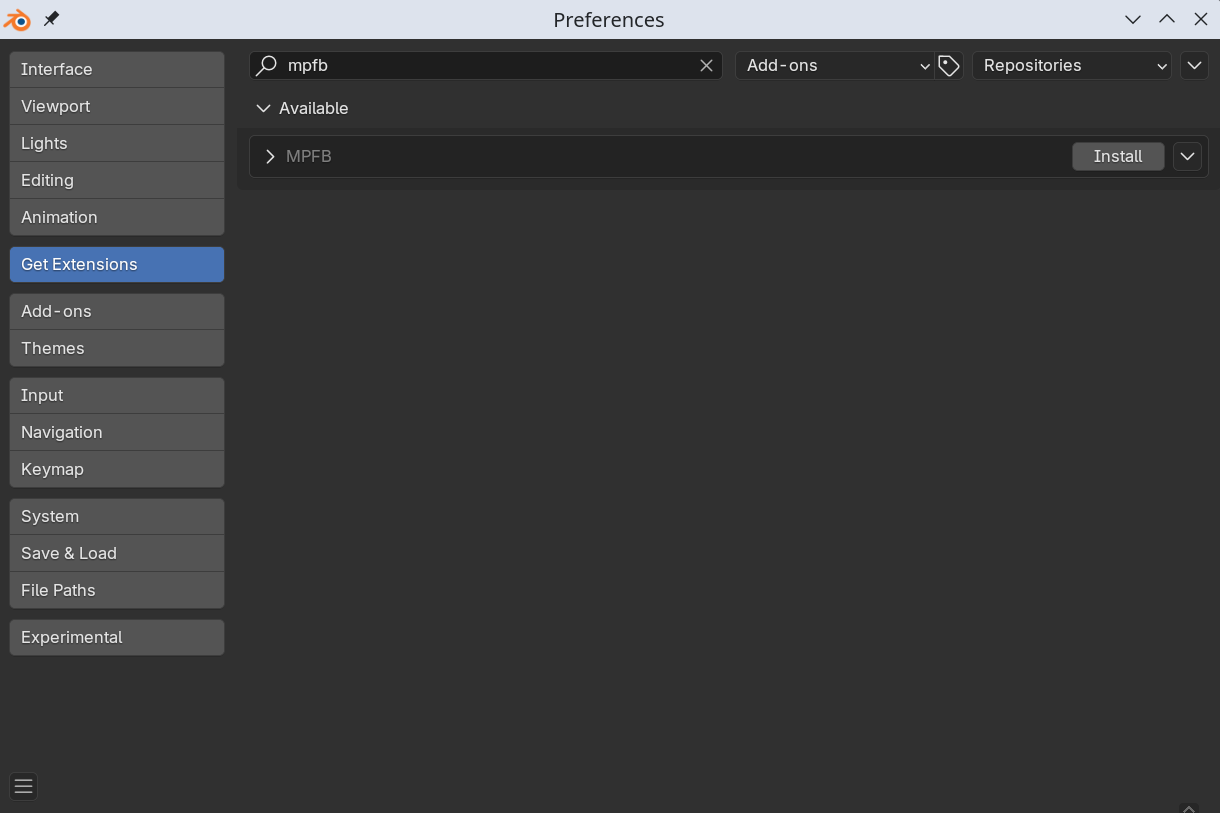 Preferences
Interface
Viewport
Lights
Editing
Animation
Get Extensions
Add-ons
Themes
Input
Navigation
Keymap
System
Save & Load
File Paths
Experimental
mpfb
Add-ons
Repositories
Available
MPFB
Install